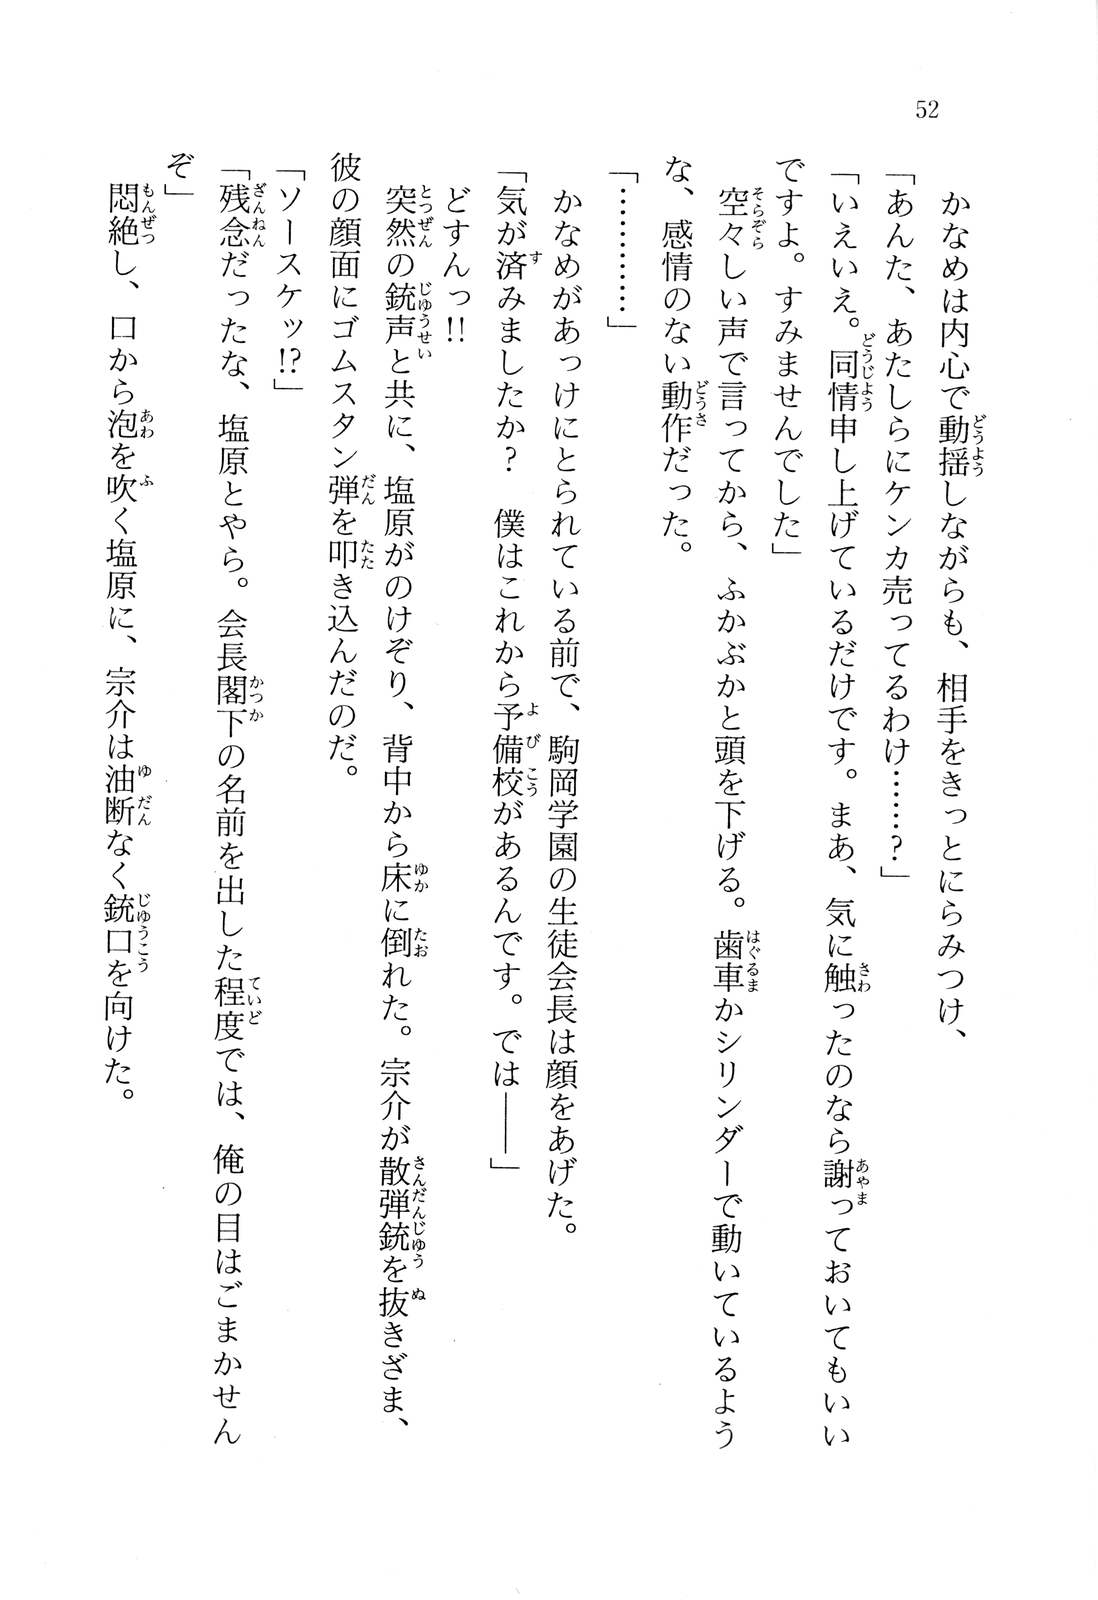 52
かなめは内心で動揺しながらも、相手をきっとにらみつけ、
「あんた、あたしらにケンカ売ってるわけ……？」
「いえいえ。同情申し上げているだけです。まあ、気に触ったのなら謝っておいてもいい
ですよ。すみませんでした」
空々しい声で言ってから、ふかぶかと頭を下げる。歯車かシリンダーで動いているよう
な、感情のない動作だった。
「…………」
かなめがあっけにとられている前で、駒岡学園の生徒会長は顔をあげた。
「気が済みましたか？　僕はこれから予備校があるんです。では――」
どすんっ!!
突然の銃声と共に、塩原がのけぞり、背中から床に倒れた。宗介が散弾銃を抜きざま、
彼の顔面にゴムスタン弾を叩き込んだのだ。
「ソースケッ!?」
「残念だったな、塩原とやら。会長閣下の名前を出した程度では、俺の目はごまかせん
ぞ」
悶絶し、口から泡を吹く塩原に、宗介は油断なく銃口を向けた。